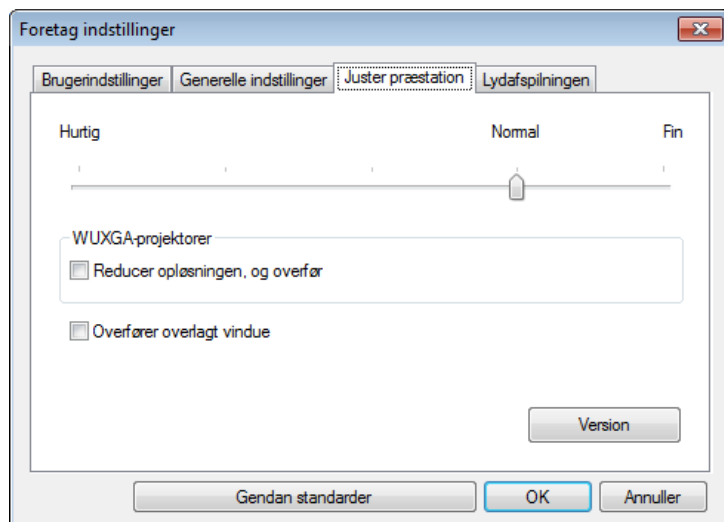 Foretag indstillinger
Brugerindstillinger Generelle indstillinger Juster præstation Lydafspilningen
Hurtig Normal Fin
WUXGA-projektorer
Reducer opløsningen, og overfør
Overfører overlagt vindue
Version
Gendan standarder OK Annuller